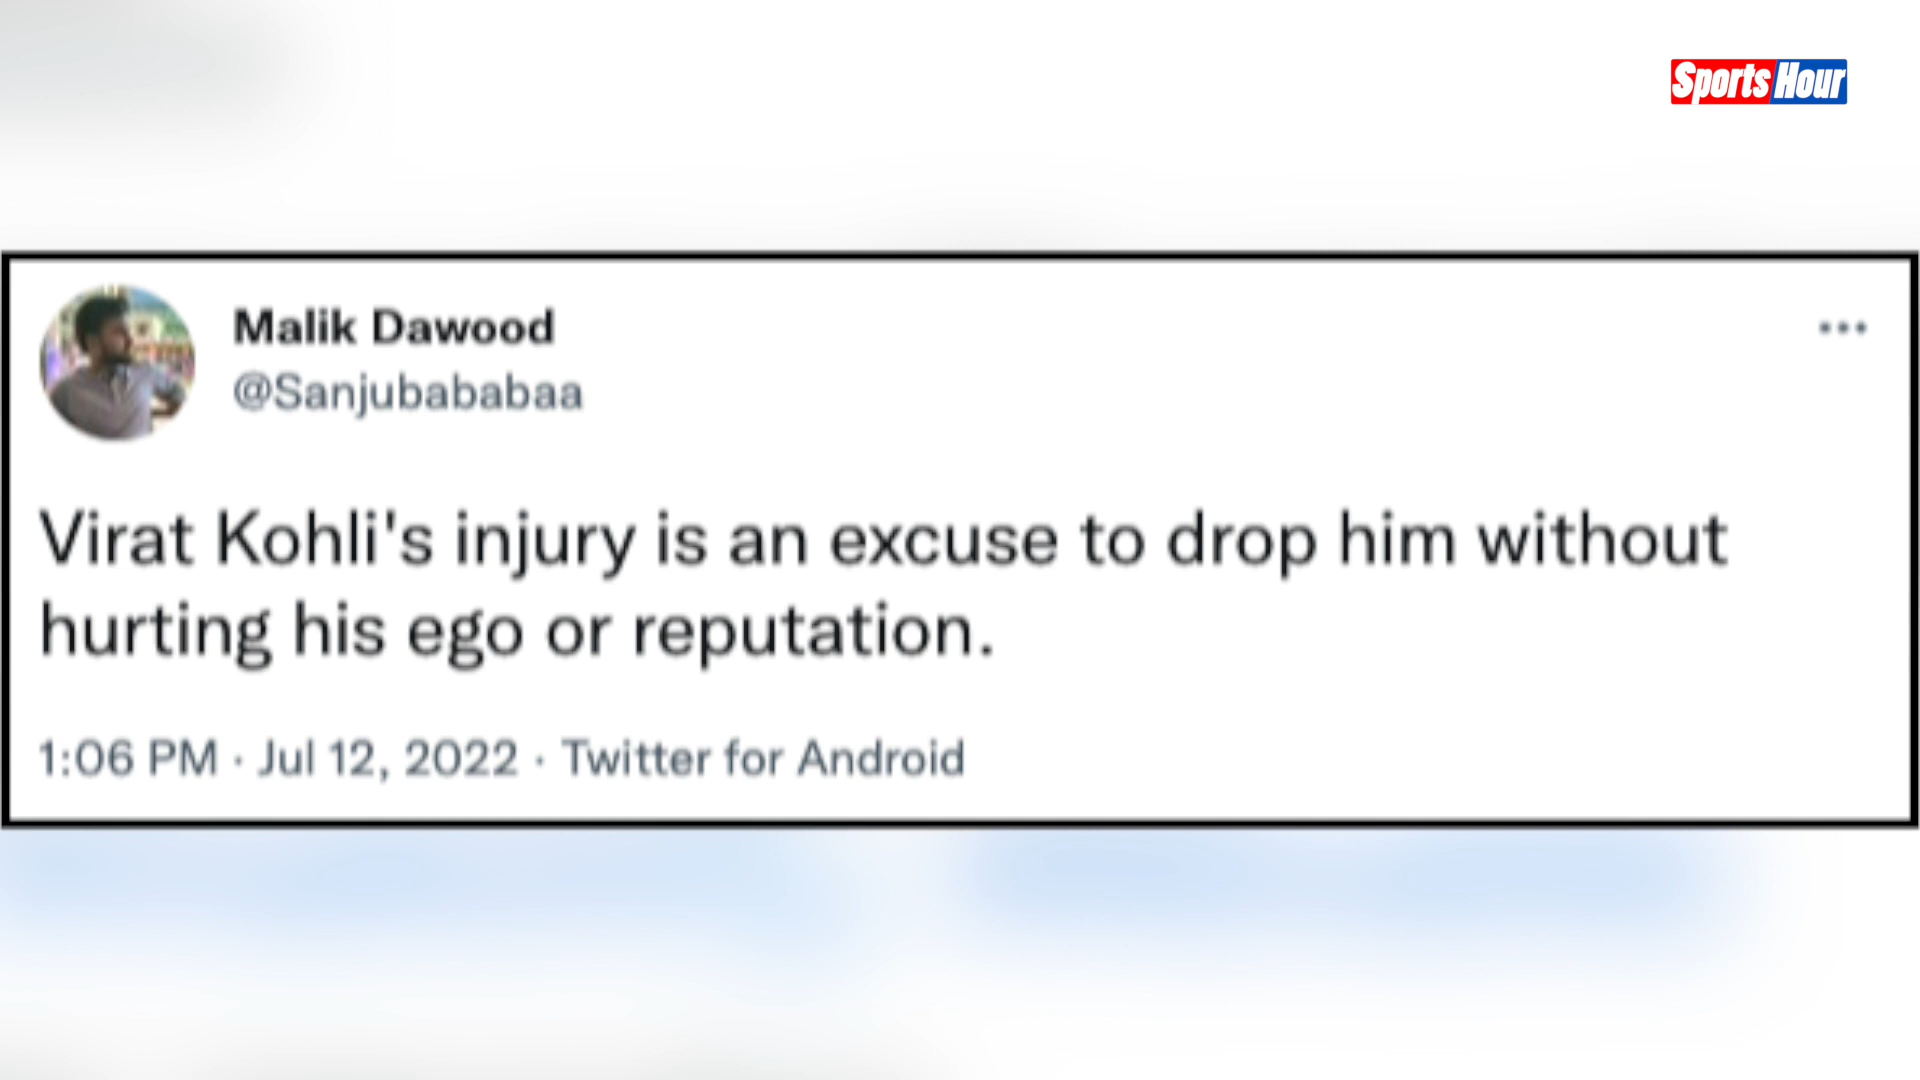 Sports Hour
Malik Dawood
@Sanjubababaa
Virat Kohli's injury is an excuse to drop him without
hurting his ego or reputation.
1:06 PM · Jul 12, 2022 · Twitter for Android